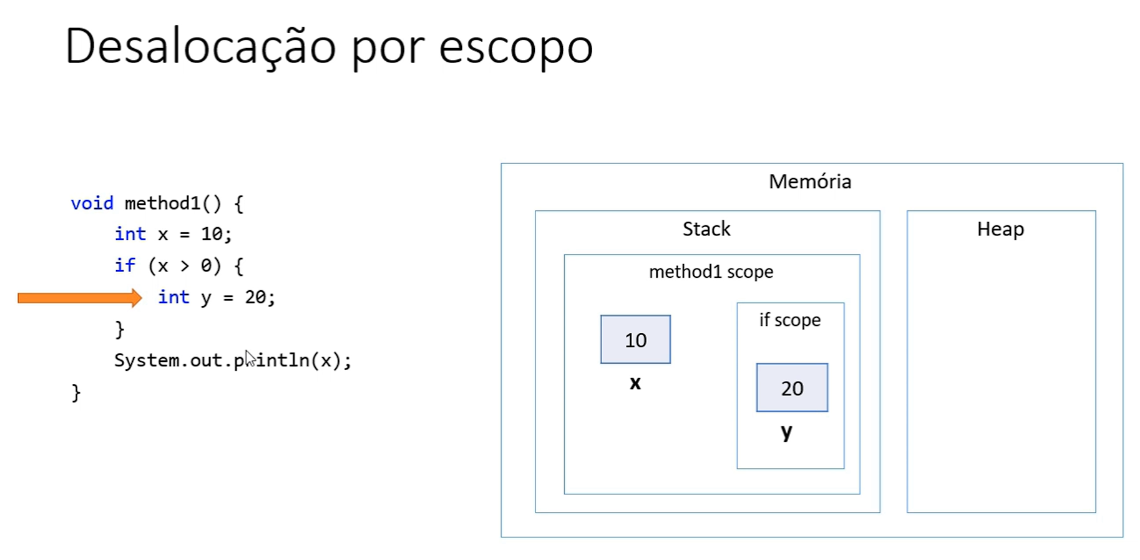 Desalocação por escopo
void method1() {
int x = 10;
if (x > 0) {
int y = 20;
}
System.out.println(x);
}
Memória
Stack
Heap
method1 scope
if scope
10
x
20
y